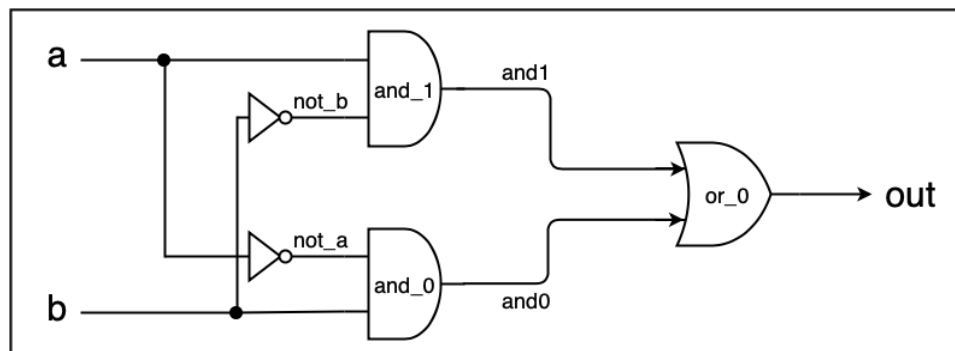 a
and1
and_1
not_b
or_0
out
not_a
and_0
b
and0